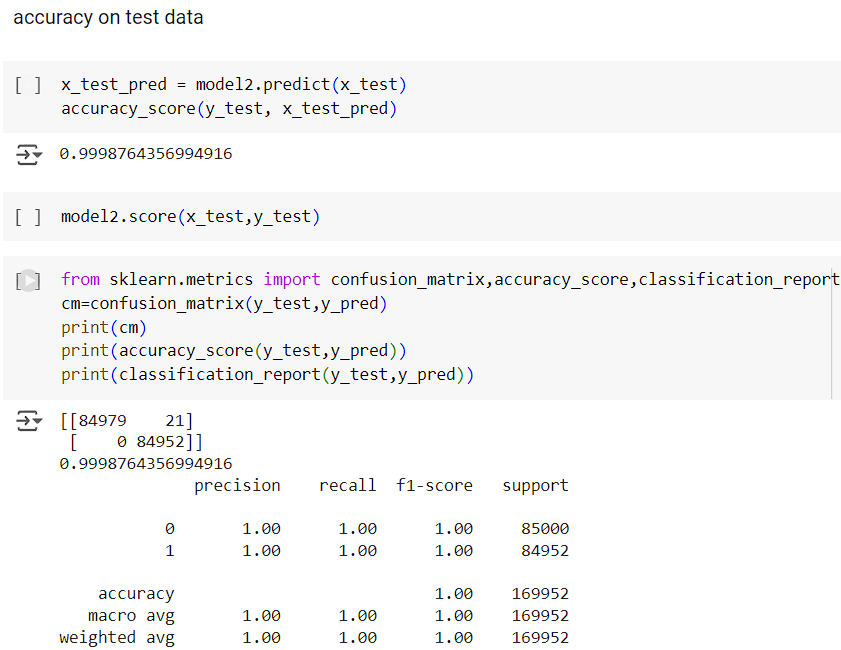 accuracy on test data
[ ] x_test_pred = model2.predict(x_test)
accuracy_score(y_test, x_test_pred)
0.9998764356994916
[ ] model2.score(x_test,y_test)
[ ] from sklearn.metrics import confusion_matrix,accuracy_score,classification_report
cm=confusion_matrix(y_test,y_pred)
print(cm)
print(accuracy_score(y_test,y_pred))
print(classification_report(y_test,y_pred))
[[84979    21]
 [    0 84952]]
0.9998764356994916
              precision    recall  f1-score   support
           0       1.00      1.00      1.00     85000
           1       1.00      1.00      1.00     84952
    accuracy                           1.00    169952
   macro avg       1.00      1.00      1.00    169952
weighted avg       1.00      1.00      1.00    169952